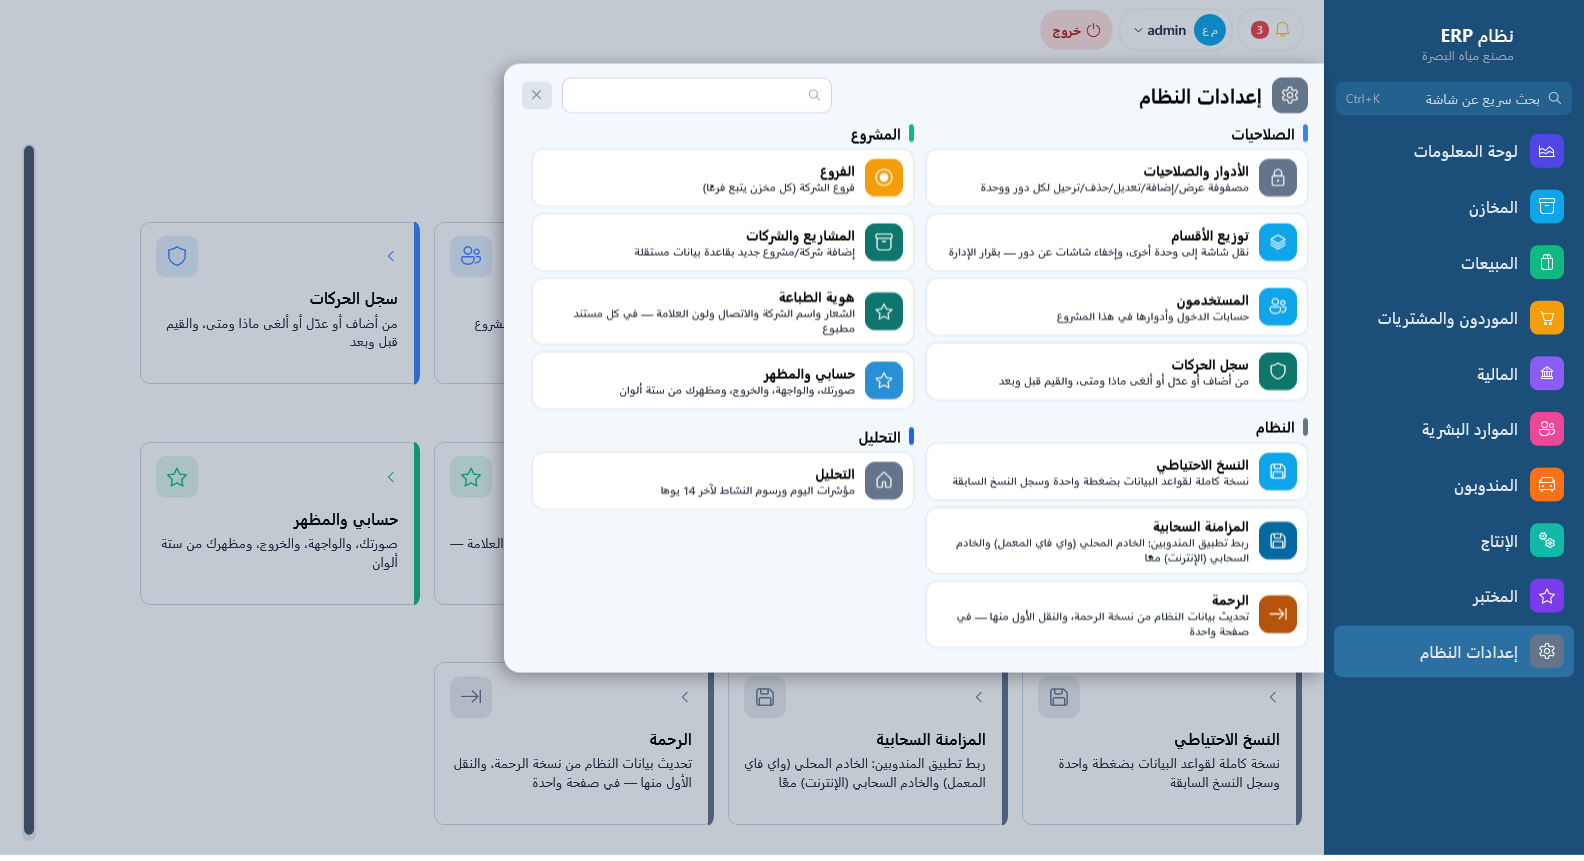 نظام ERP
مصنع مياه البصرة
بحث سريع عن شاشة
Ctrl+K
لوحة المعلومات
المخازن
المبيعات
الموردون والمشتريات
المالية
الموارد البشرية
المندوبون
الإنتاج
المختبر
إعدادات النظام
3
م ع
admin
خروج
إعدادات النظام
الصلاحيات
الأدوار والصلاحيات
مصفوفة عرض/إضافة/تعديل/حذف/ترحيل لكل دور ووحدة
توزيع الأقسام
نقل شاشة إلى وحدة أخرى، وإخفاء شاشات عن دور — بقرار الإدارة
المستخدمون
حسابات الدخول وأدوارها في هذا المشروع
سجل الحركات
من أضاف أو عدّل أو ألغى ماذا ومتى، والقيم قبل وبعد
النظام
النسخ الاحتياطي
نسخة كاملة لقواعد البيانات بضغطة واحدة وسجل النسخ السابقة
المزامنة السحابية
ربط تطبيق المندوبين: الخادم المحلي (واي فاي المعمل) والخادم
السحابي (الإنترنت) معًا
الرحمة
تحديث بيانات النظام من نسخة الرحمة، والنقل الأول منها — في
صفحة واحدة
المشروع
الفروع
فروع الشركة (كل مخزن يتبع فرعًا)
المشاريع والشركات
إضافة شركة/مشروع جديد بقاعدة بيانات مستقلة
هوية الطباعة
الشعار واسم الشركة والاتصال ولون العلامة — في كل مستند
مطبوع
حسابي والمظهر
صورتك، والواجهة، والخروج، ومظهرك من ستة ألوان
التحليل
التحليل
مؤشرات اليوم ورسوم النشاط لآخر 14 يومًا
شروع
سجل الحركات
من أضاف أو عدّل أو ألغى ماذا ومتى، والقيم
قبل وبعد
العلامة —
حسابي والمظهر
صورتك، والواجهة، والخروج، ومظهرك من ستة
ألوان
النسخ الاحتياطي
نسخة كاملة لقواعد البيانات بضغطة واحدة
وسجل النسخ السابقة
المزامنة السحابية
ربط تطبيق المندوبين: الخادم المحلي (واي فاي
المعمل) والخادم السحابي (الإنترنت) معًا
الرحمة
تحديث بيانات النظام من نسخة الرحمة، والنقل
الأول منها — في صفحة واحدة